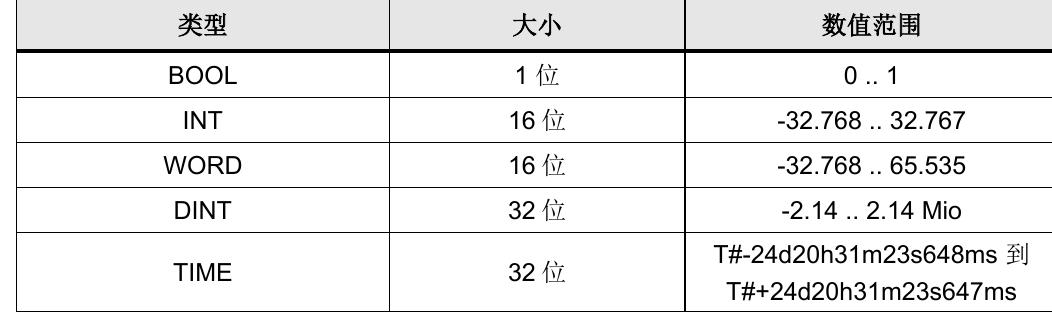 类型 大小 数值范围
BOOL 1 位 0 .. 1
INT 16 位 -32.768 .. 32.767
WORD 16 位 -32.768 .. 65.535
DINT 32 位 -2.14 .. 2.14 Mio
TIME 32 位 T#-24d20h31m23s648ms 到
T#+24d20h31m23s647ms